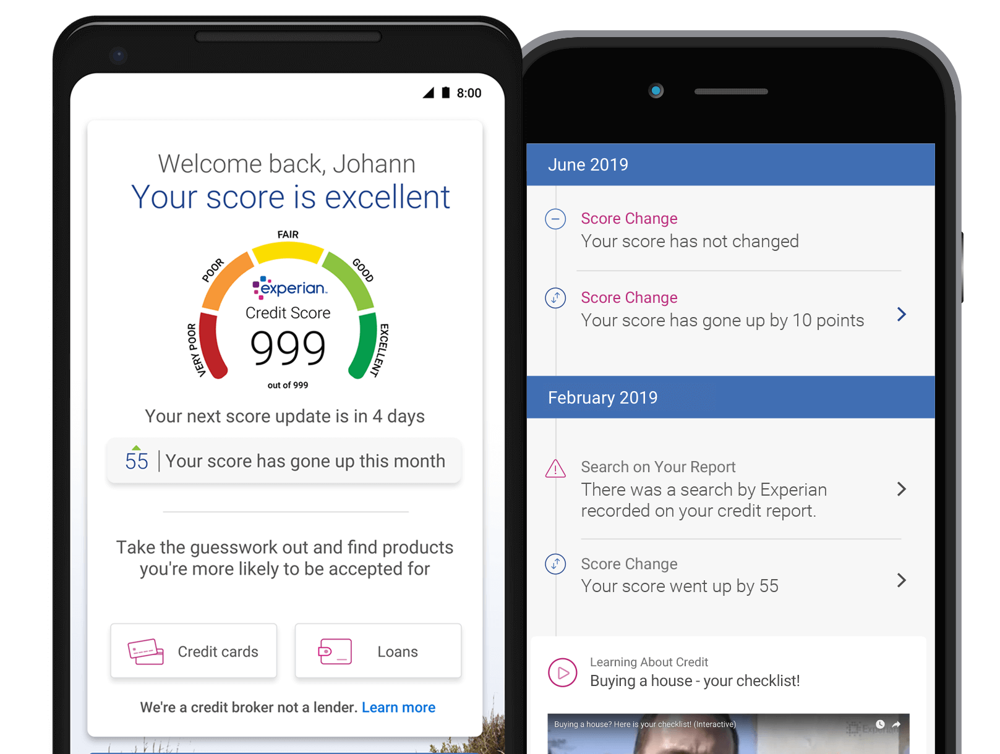 8:00
Welcome back, Johann
Your score is excellent
VERY POOR
POOR
FAIR
GOOD
EXCELLENT
experian™
Credit Score
999
out of 999
Your next score update is in 4 days
55 | Your score has gone up this month
Take the guesswork out and find products
you're more likely to be accepted for
Credit cards
Loans
We're a credit broker not a lender. Learn more
June 2019
Score Change
Your score has not changed
Score Change
Your score has gone up by 10 points
February 2019
Search on Your Report
There was a search by Experian
recorded on your credit report.
Score Change
Your score went up by 55
Learning About Credit
Buying a house - your checklist!
Buying a house? Here is your checklist! (Interactive)
Experian